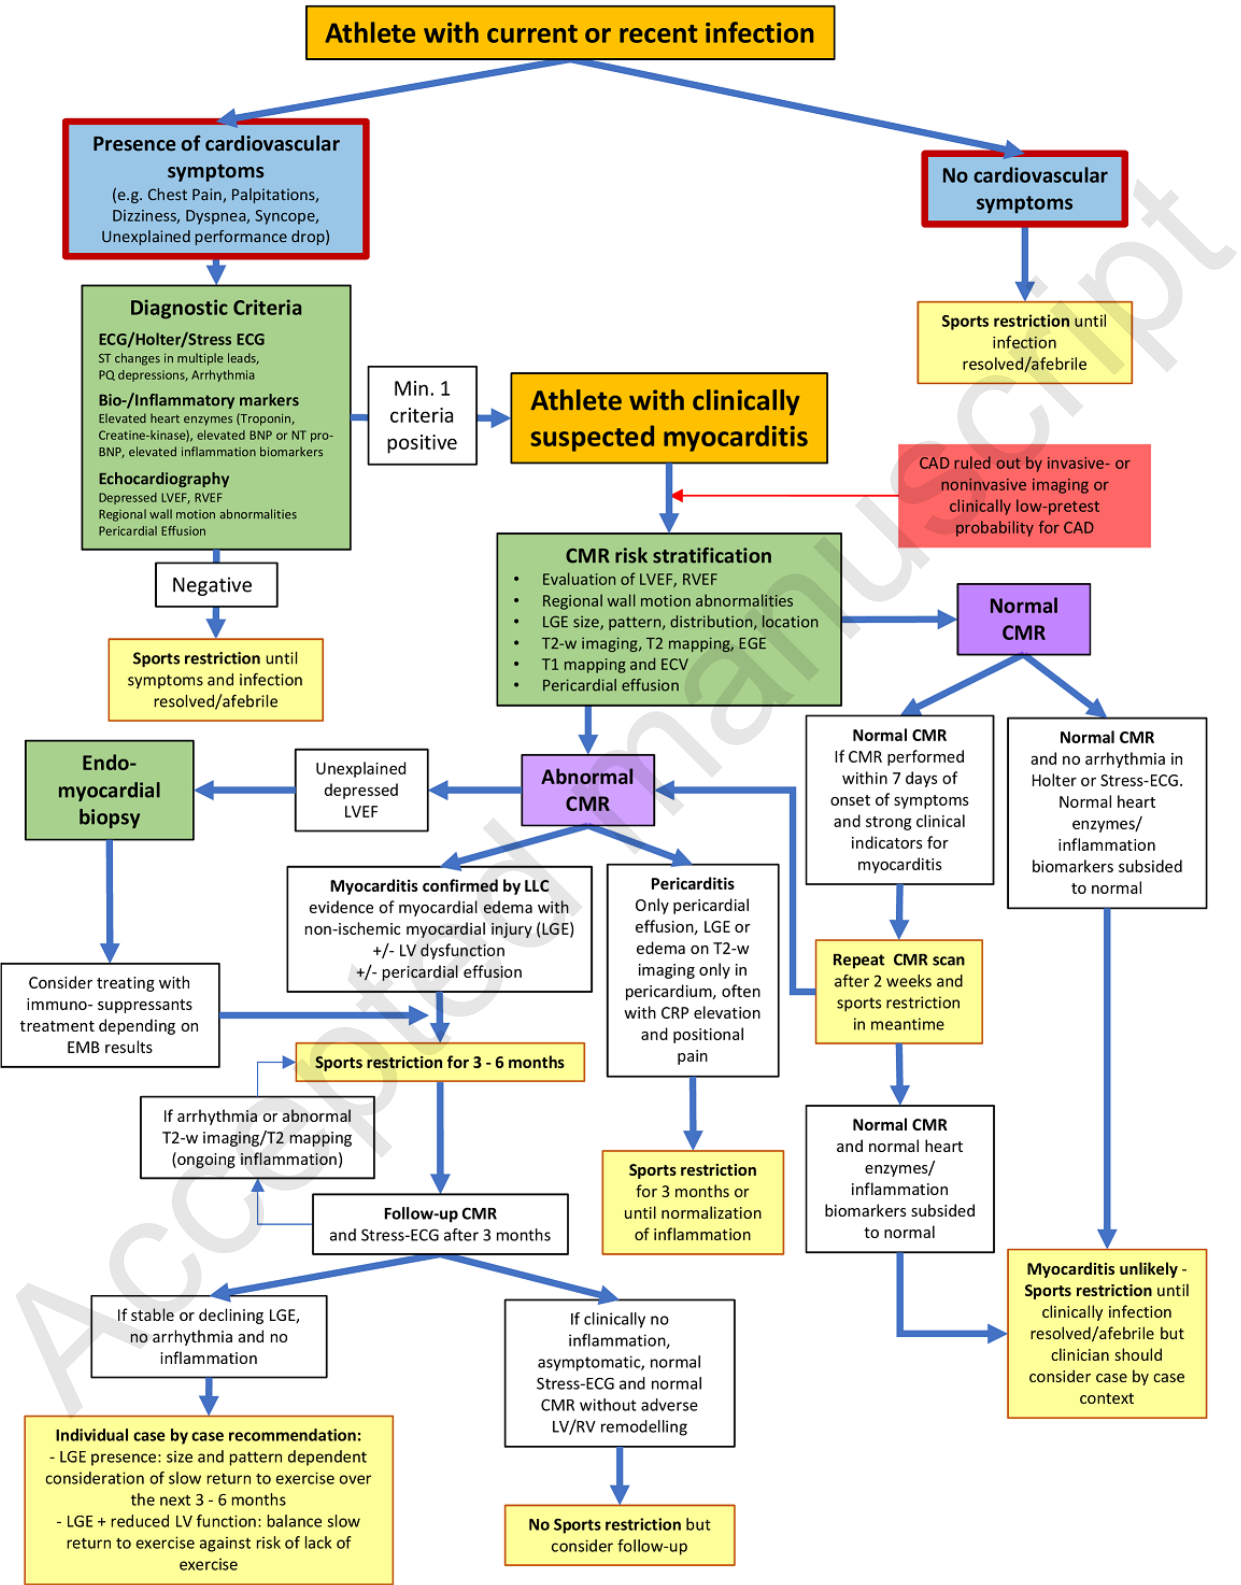 Athlete with current or recent infection
Presence of cardiovascular
symptoms
(e.g. Chest Pain, Palpitations,
Dizziness, Dyspnea, Syncope,
Unexplained performance drop)
No cardiovascular
symptoms
Sports restriction until
infection
resolved/afebrile
Diagnostic Criteria
ECG/Holter/Stress ECG
ST changes in multiple leads,
PQ depressions, Arrhythmia
Bio-/Inflammatory markers
Elevated heart enzymes (Troponin,
Creatine-kinase), elevated BNP or NT pro-
BNP, elevated inflammation biomarkers
Echocardiography
Depressed LVEF, RVEF
Regional wall motion abnormalities
Pericardial Effusion
Min. 1
criteria
positive
Athlete with clinically
suspected myocarditis
CAD ruled out by invasive- or
noninvasive imaging or
clinically low-pretest
probability for CAD
Negative
Sports restriction until
symptoms and infection
resolved/afebrile
CMR risk stratification
• Evaluation of LVEF, RVEF
• Regional wall motion abnormalities
• LGE size, pattern, distribution, location
• T2-w imaging, T2 mapping, EGE
• T1 mapping and ECV
• Pericardial effusion
Normal
CMR
Endo-
myocardial
biopsy
Unexplained
depressed
LVEF
Abnormal
CMR
Normal CMR
If CMR performed
within 7 days of
onset of symptoms
and strong clinical
indicators for
myocarditis
Normal CMR
and no arrhythmia in
Holter or Stress-ECG.
Normal heart
enzymes/
inflammation
biomarkers subsided
to normal
Myocarditis confirmed by LLC
evidence of myocardial edema with
non-ischemic myocardial injury (LGE)
+/- LV dysfunction
+/- pericardial effusion
Pericarditis
Only pericardial
effusion, LGE or
edema on T2-w
imaging only in
pericardium, often
with CRP elevation
and positional
pain
Repeat CMR scan
after 2 weeks and
sports restriction
in meantime
Consider treating with
immuno- suppressants
treatment depending on
EMB results
Sports restriction for 3 - 6 months
If arrhythmia or abnormal
T2-w imaging/T2 mapping
(ongoing inflammation)
Normal CMR
and normal heart
enzymes/
inflammation
biomarkers subsided
to normal
Sports restriction
for 3 months or
until normalization
of inflammation
Follow-up CMR
and Stress-ECG after 3 months
Myocarditis unlikely -
Sports restriction until
clinically infection
resolved/afebrile but
clinician should
consider case by case
context
If stable or declining LGE,
no arrhythmia and no
inflammation
If clinically no
inflammation,
asymptomatic, normal
Stress-ECG and normal
CMR without adverse
LV/RV remodelling
Individual case by case recommendation:
- LGE presence: size and pattern dependent
consideration of slow return to exercise over
the next 3 - 6 months
- LGE + reduced LV function: balance slow
return to exercise against risk of lack of
exercise
No Sports restriction but
consider follow-up
Accepted manuscript